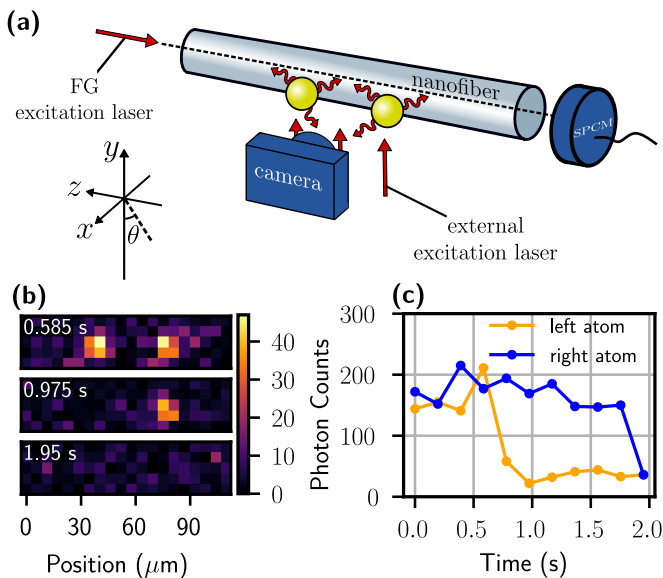 (a)
FG
excitation laser
nanofiber
SPCM
camera
y
z
x
θ
external
excitation laser
(b)
0.585 s
0.975 s
1.95 s
40
30
20
10
0
0 30 60 90
Position (μm)
(c)
300
200
100
0
Photon Counts
left atom
right atom
0.0 0.5 1.0 1.5 2.0
Time (s)